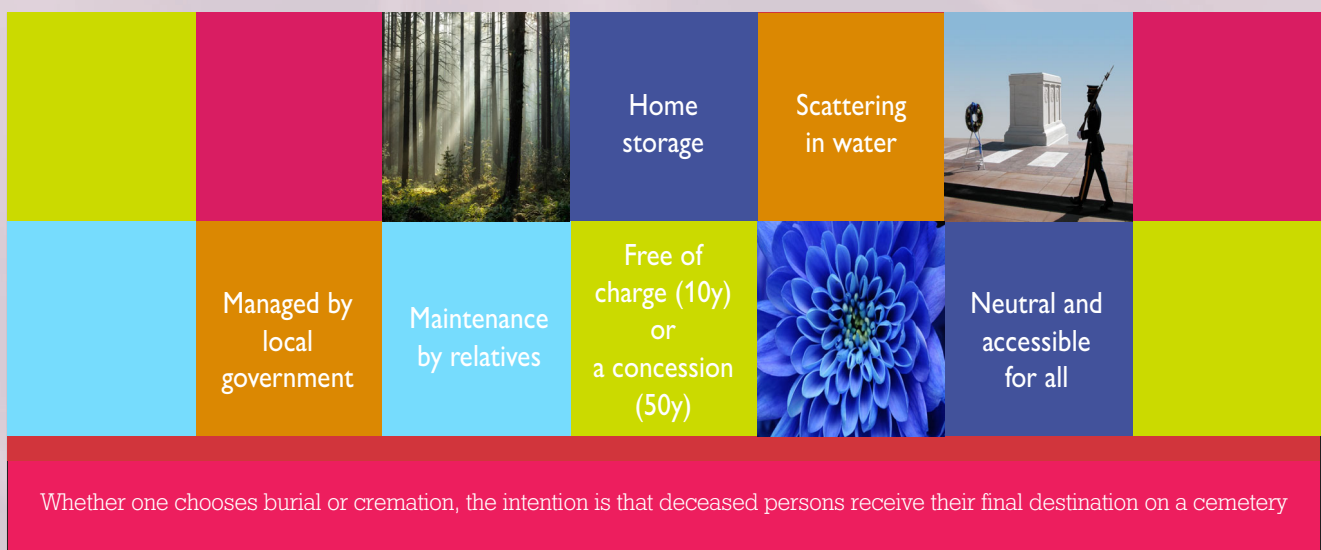 Home
storage
Scattering
in water
Managed by
local
government
Maintenance
by relatives
Free of
charge (10y)
or
a concession
(50y)
Neutral and
accessible
for all
Whether one chooses burial or cremation, the intention is that deceased persons receive their final destination on a cemetery